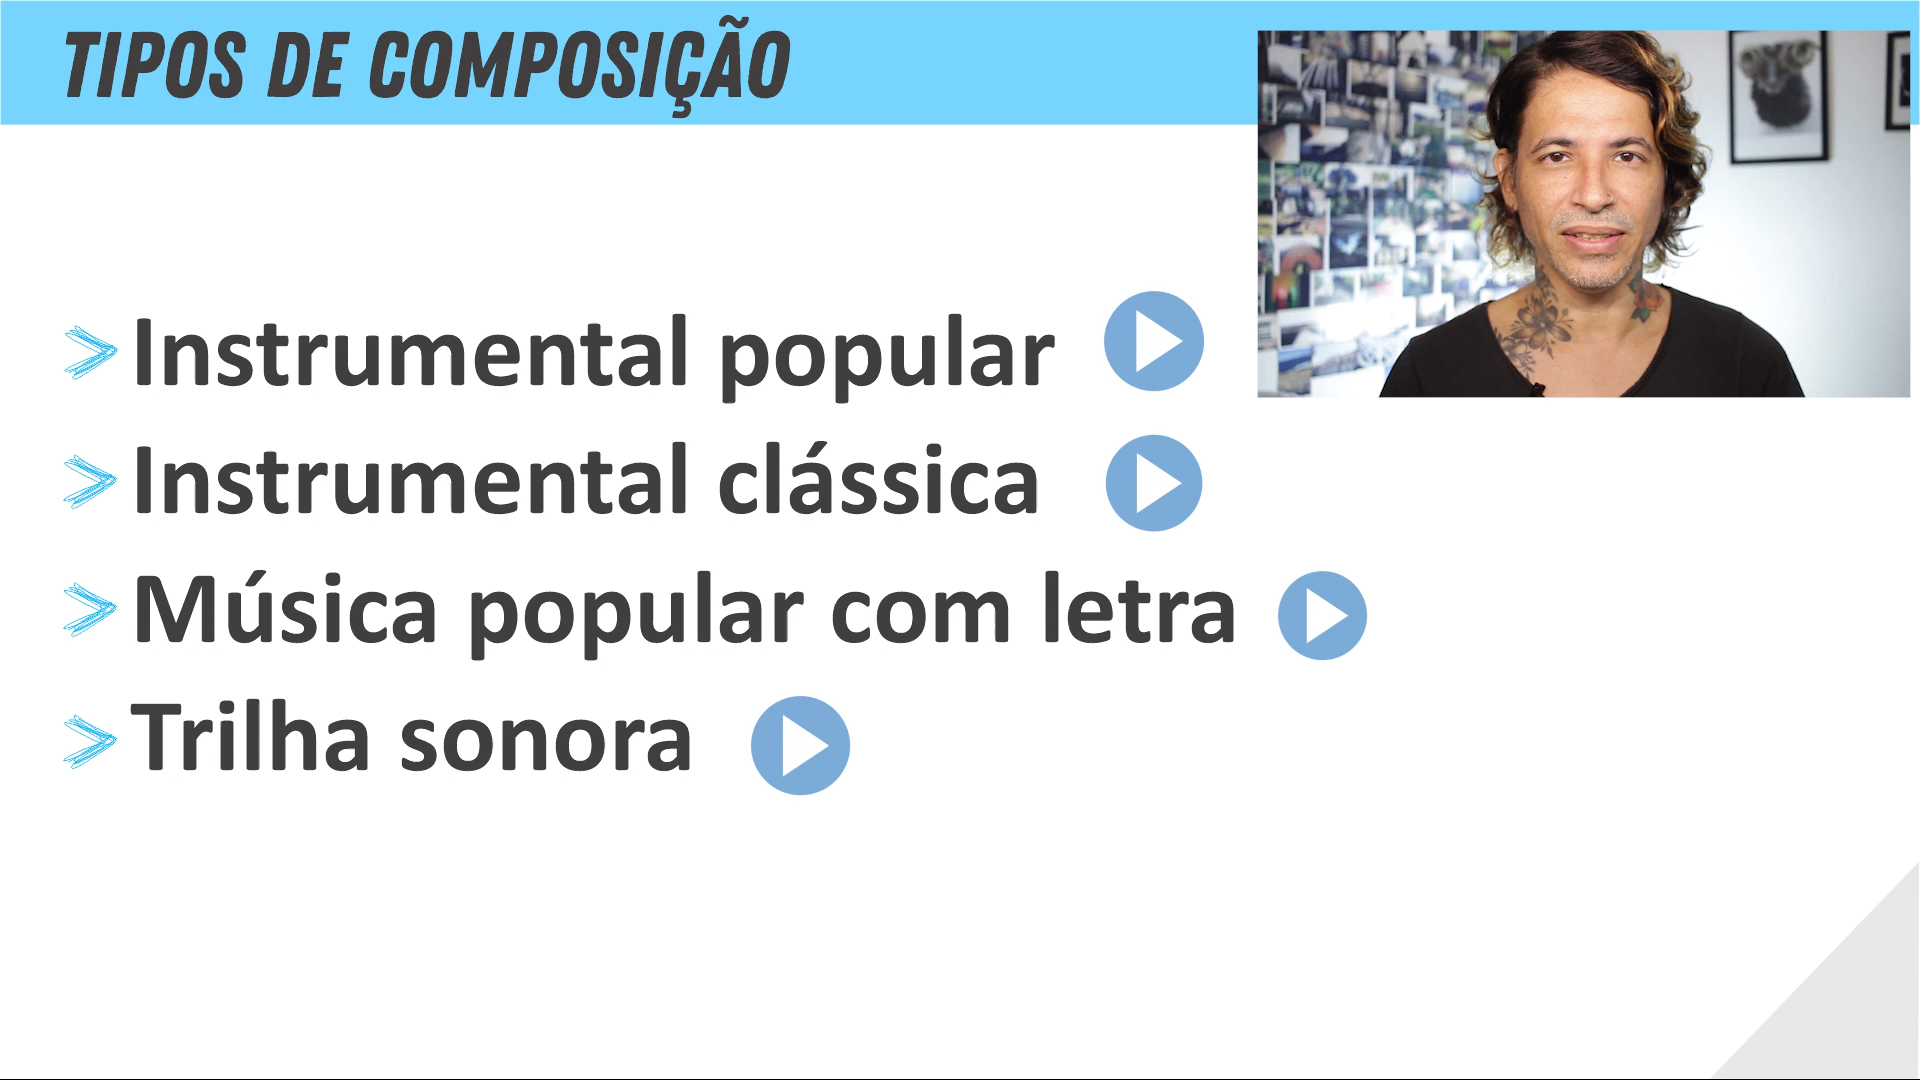 TIPOS DE COMPOSIÇÃO
Instrumental popular
Instrumental clássica
Música popular com letra
Trilha sonora